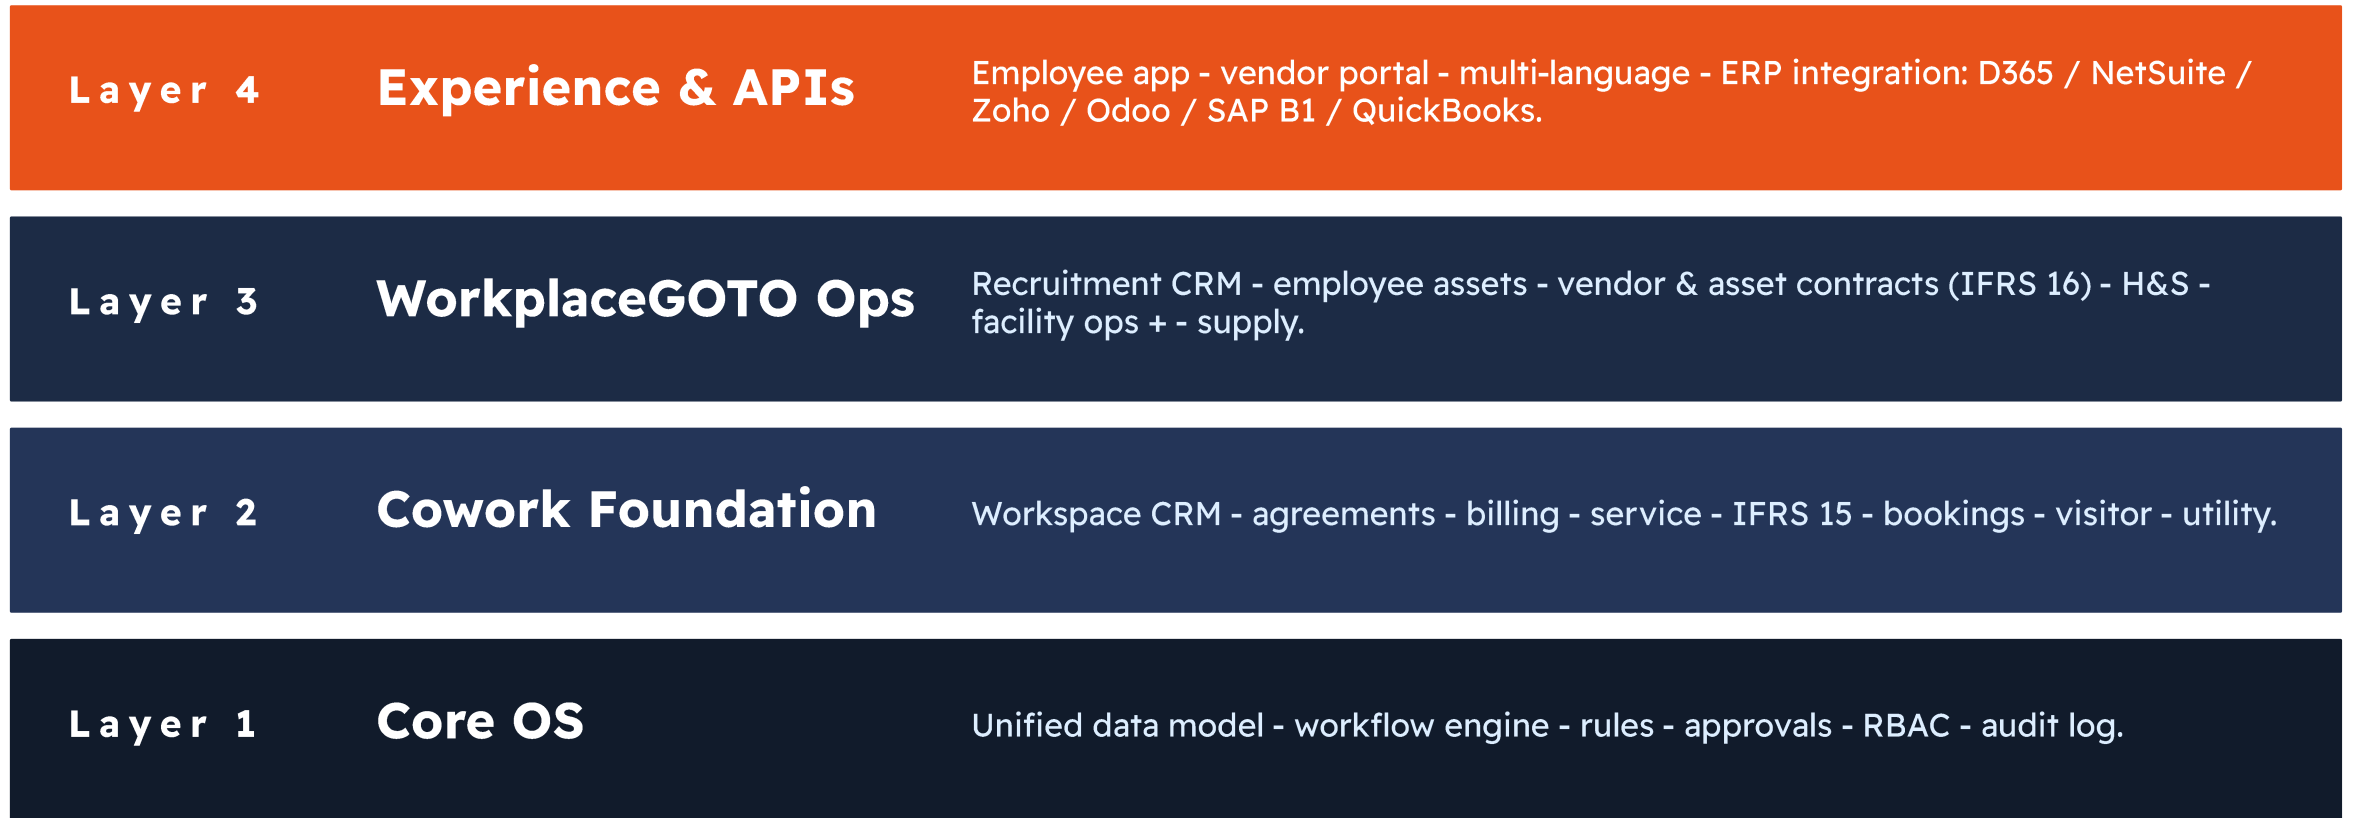 Layer 4
Experience & APIs
Employee app - vendor portal - multi-language - ERP integration: D365 / NetSuite /
Zoho / Odoo / SAP B1 / QuickBooks.
Layer 3
WorkplaceGOTO Ops
Recruitment CRM - employee assets - vendor & asset contracts (IFRS 16) - H&S -
facility ops + - supply.
Layer 2
Cowork Foundation
Workspace CRM - agreements - billing - service - IFRS 15 - bookings - visitor - utility.
Layer 1
Core OS
Unified data model - workflow engine - rules - approvals - RBAC - audit log.